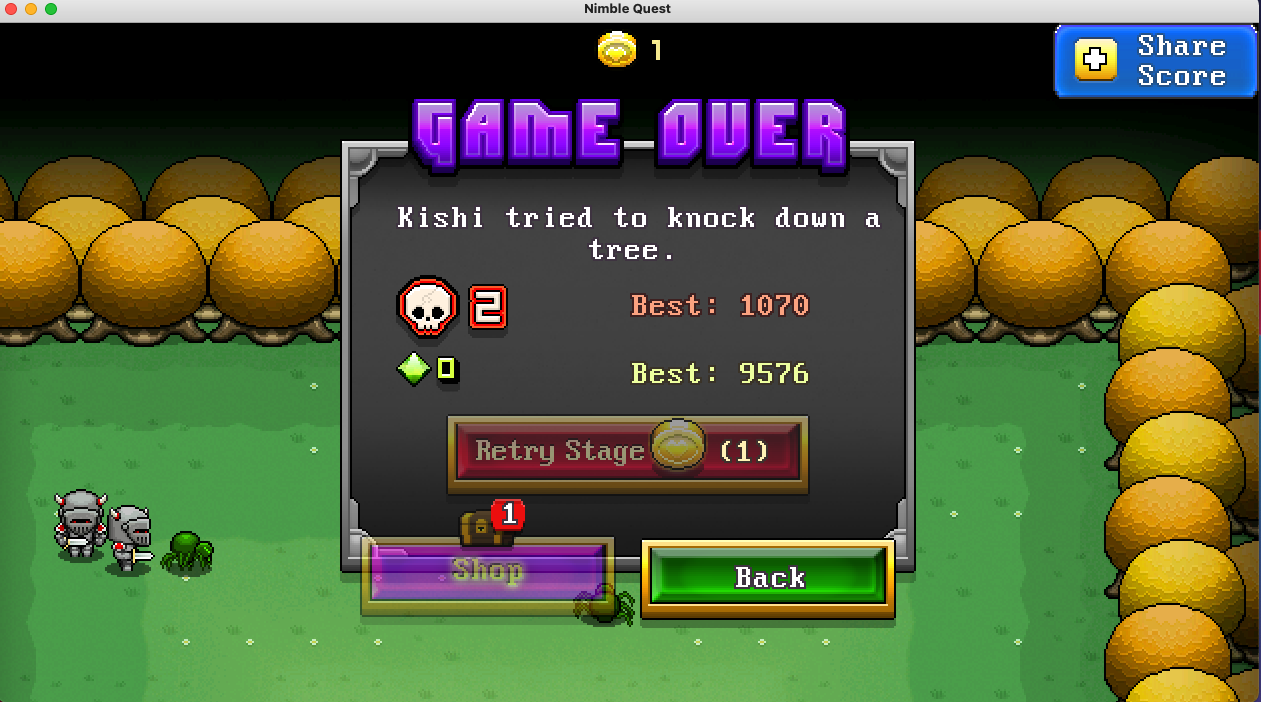 Nimble Quest
1
Share
Score
GAME OVER
Kishi tried to knock down a
tree.
2
Best: 1070
0
Best: 9576
Retry Stage (1)
1
Shop
Back